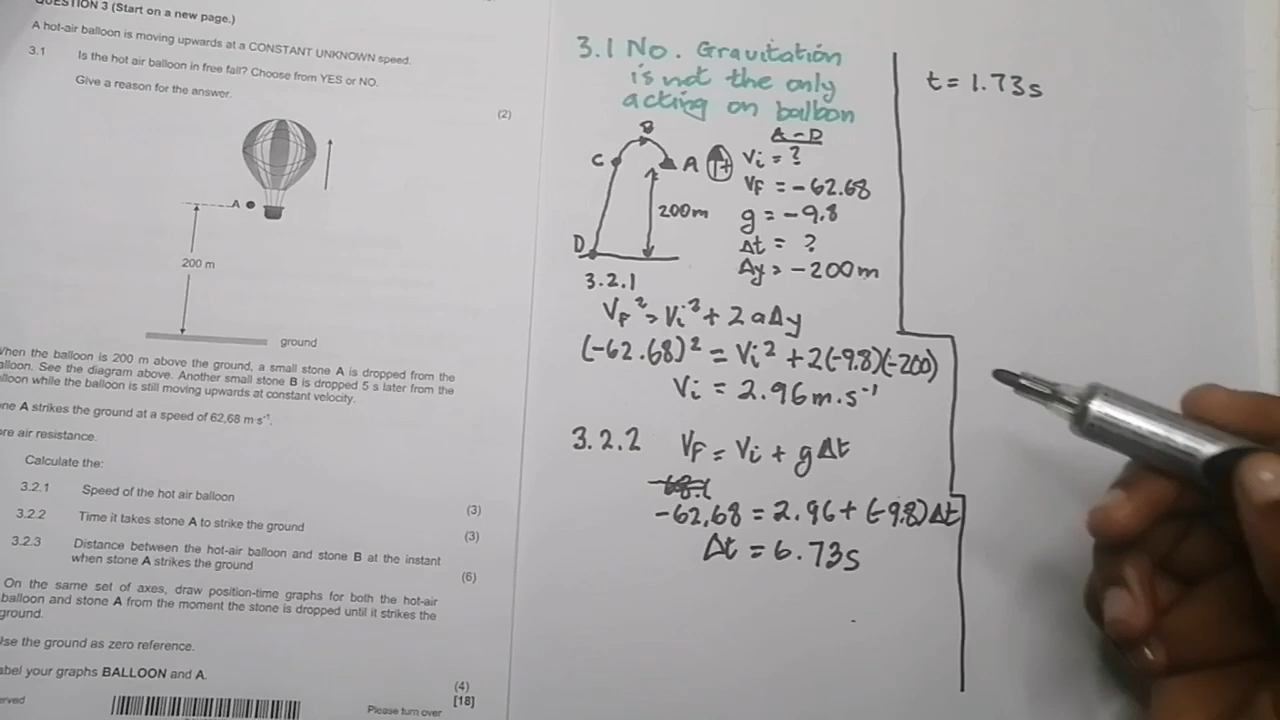 QUESTION 3 (Start on a new page.)
A hot-air balloon is moving upwards at a CONSTANT UNKNOWN speed.
3.1 Is the hot air balloon in free fall? Choose from YES or NO.
Give a reason for the answer.
(2)
A
200 m
ground
When the balloon is 200 m above the ground, a small stone A is dropped from the
balloon. See the diagram above. Another small stone B is dropped 5 s later from the
balloon while the balloon is still moving upwards at constant velocity.
one A strikes the ground at a speed of 62,68 m·s⁻¹.
ore air resistance.
Calculate the:
3.2.1 Speed of the hot air balloon
(3)
3.2.2 Time it takes stone A to strike the ground
(3)
3.2.3 Distance between the hot-air balloon and stone B at the instant
when stone A strikes the ground
(6)
On the same set of axes, draw position-time graphs for both the hot-air
balloon and stone A from the moment the stone is dropped until it strikes the
ground.
Use the ground as zero reference.
abel your graphs BALLOON and A.
(4)
[18]
erved
Please turn over
3.1 No. Gravitation
is not the only
acting on balloon
B
C
A
D
200m
+
A-D
Vi = ?
VF = -62.68
g = -9.8
Δt = ?
Δy = -200m
3.2.1
VF² = Vi² + 2aΔy
(-62.68)² = Vi² + 2(-9.8)(-200)
Vi = 2.96m.s⁻¹
3.2.2 VF = Vi + gΔt
-62,68 = 2.96 + (-9.8)Δt
Δt = 6.73s
t = 1.73s